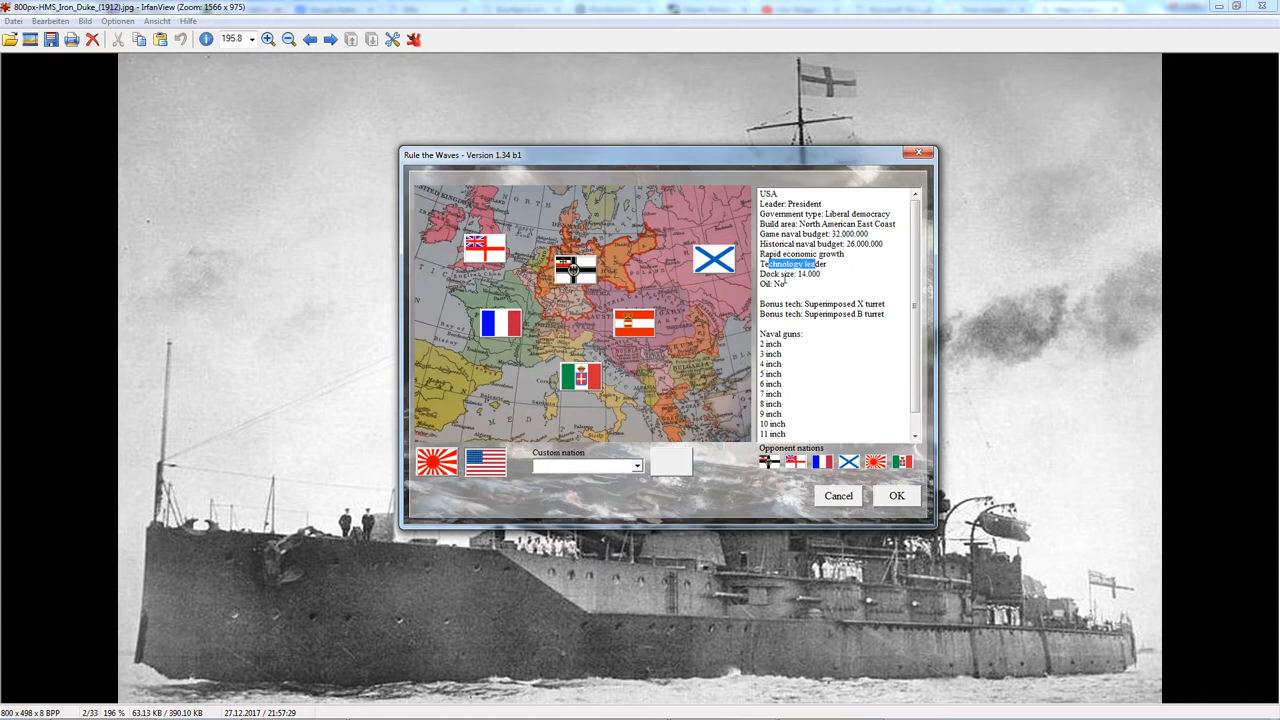 800px-HMS_Iron_Duke_(1912).jpg - IrfanView (Zoom: 1566 x 975)
Datei Bearbeiten Bild Optionen Ansicht Hilfe
195.8
Rule the Waves - Version 1.34 b1
USA
Leader: President
Government type: Liberal democracy
Build area: North American East Coast
Game naval budget: 32.000.000
Historical naval budget: 26.000.000
Rapid economic growth
Technology leader
Dock size: 14.000
Oil: No
Bonus tech: Superimposed X turret
Bonus tech: Superimposed B turret
Naval guns:
2 inch
3 inch
4 inch
5 inch
6 inch
7 inch
8 inch
9 inch
10 inch
11 inch
Custom nation
Opponent nations
Cancel OK
800 x 498 x 8 BPP 2/33 196 % 63.13 KB / 390.10 KB 27.12.2017 / 21:57:29